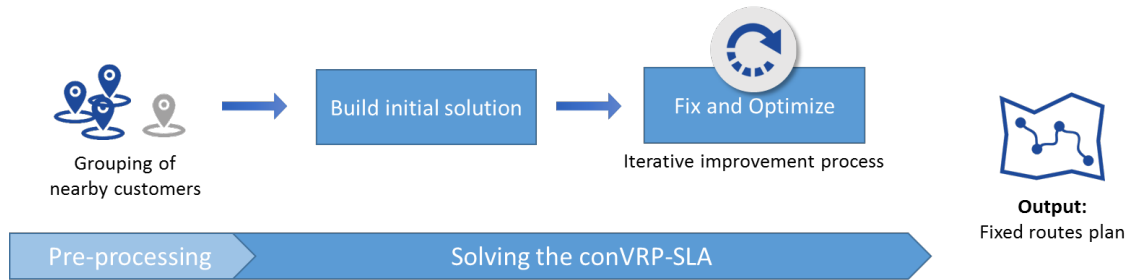 Build initial solution
Fix and Optimize
Grouping of
nearby customers
Iterative improvement process
Output:
Fixed routes plan
Pre-processing
Solving the conVRP-SLA